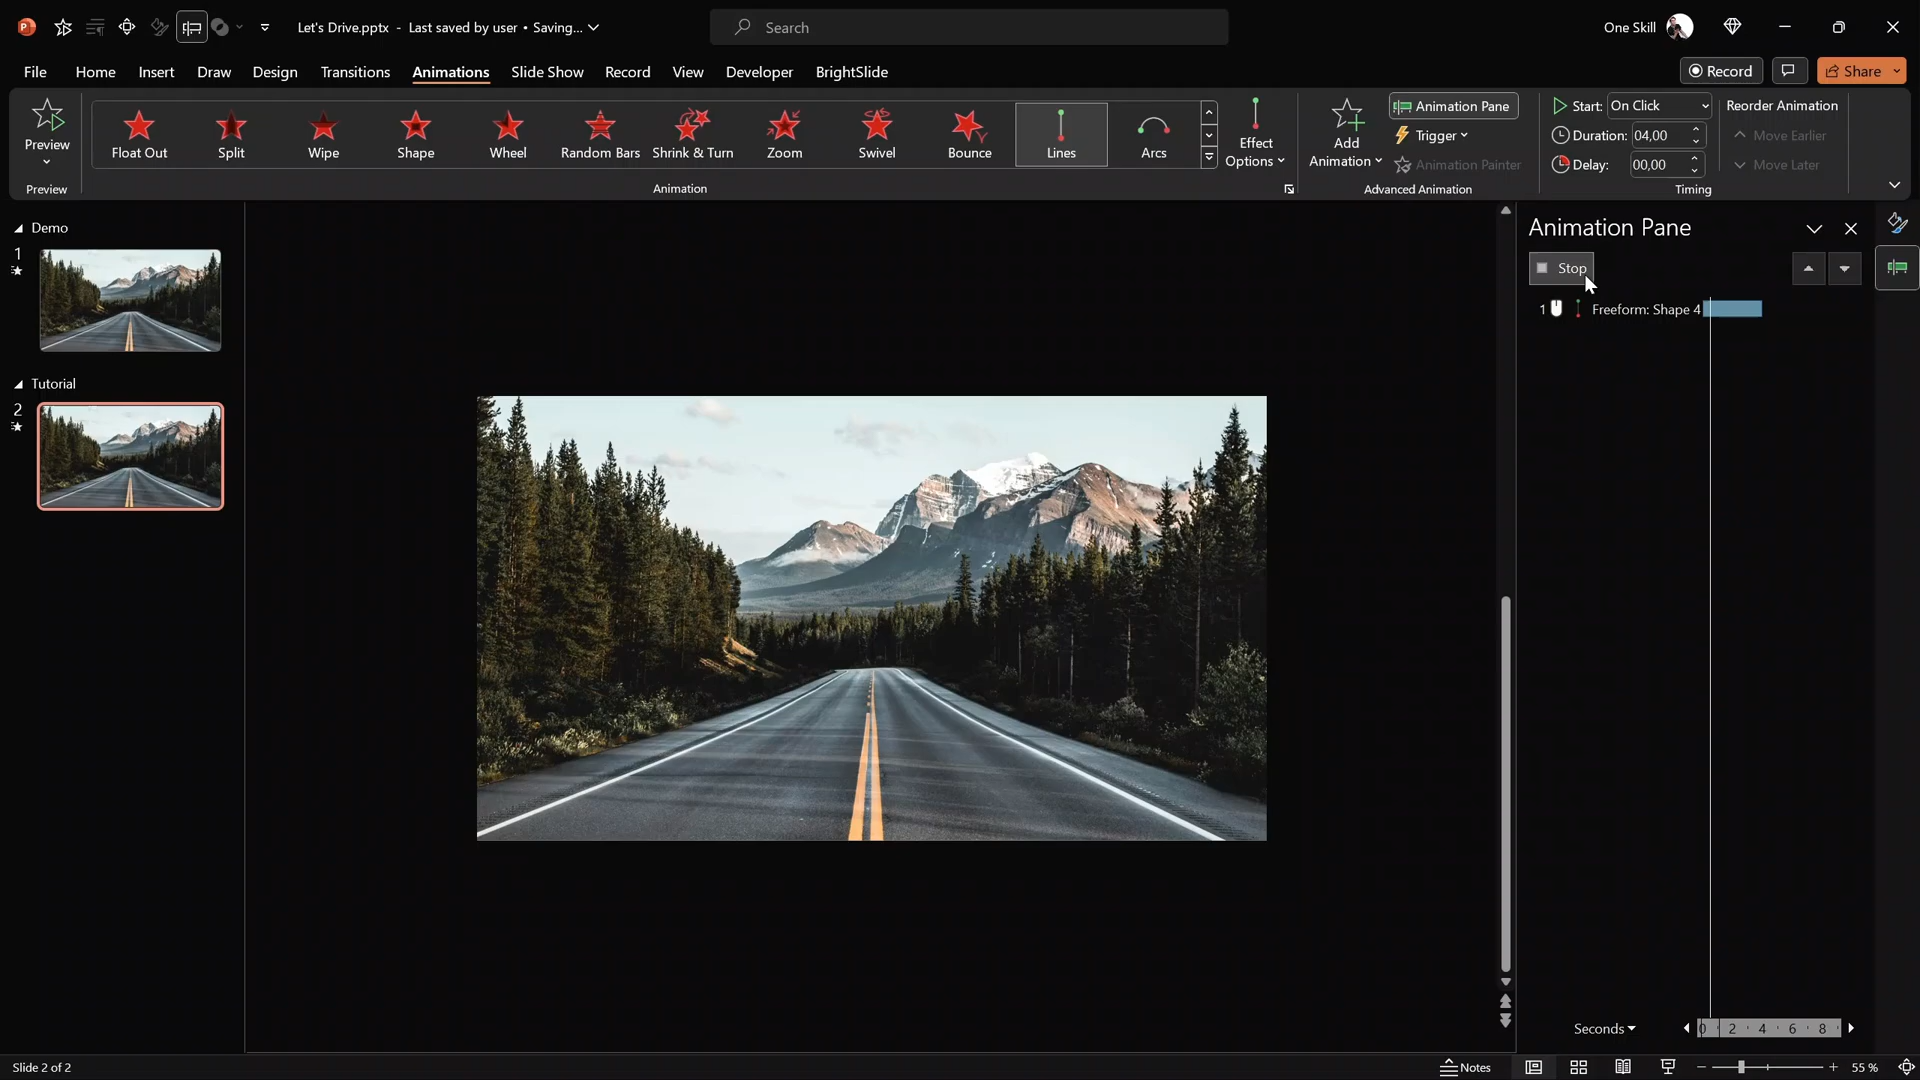 Let's Drive.pptx - Last saved by user • Saving...
Search
One Skill
File Home Insert Draw Design Transitions Animations Slide Show Record View Developer BrightSlide
Record
Share
Preview
Float Out
Split
Wipe
Shape
Wheel
Random Bars
Shrink & Turn
Zoom
Swivel
Bounce
Lines
Arcs
Effect
Options
Add
Animation
Animation Pane
Trigger
Animation Painter
Start: On Click
Duration: 04,00
Delay: 00,00
Reorder Animation
Move Earlier
Move Later
Preview
Animation
Advanced Animation
Timing
Demo
1
Tutorial
2
Animation Pane
Stop
1 Freeform: Shape 4
Seconds
0 2 4 6 8
Slide 2 of 2
Notes
55 %